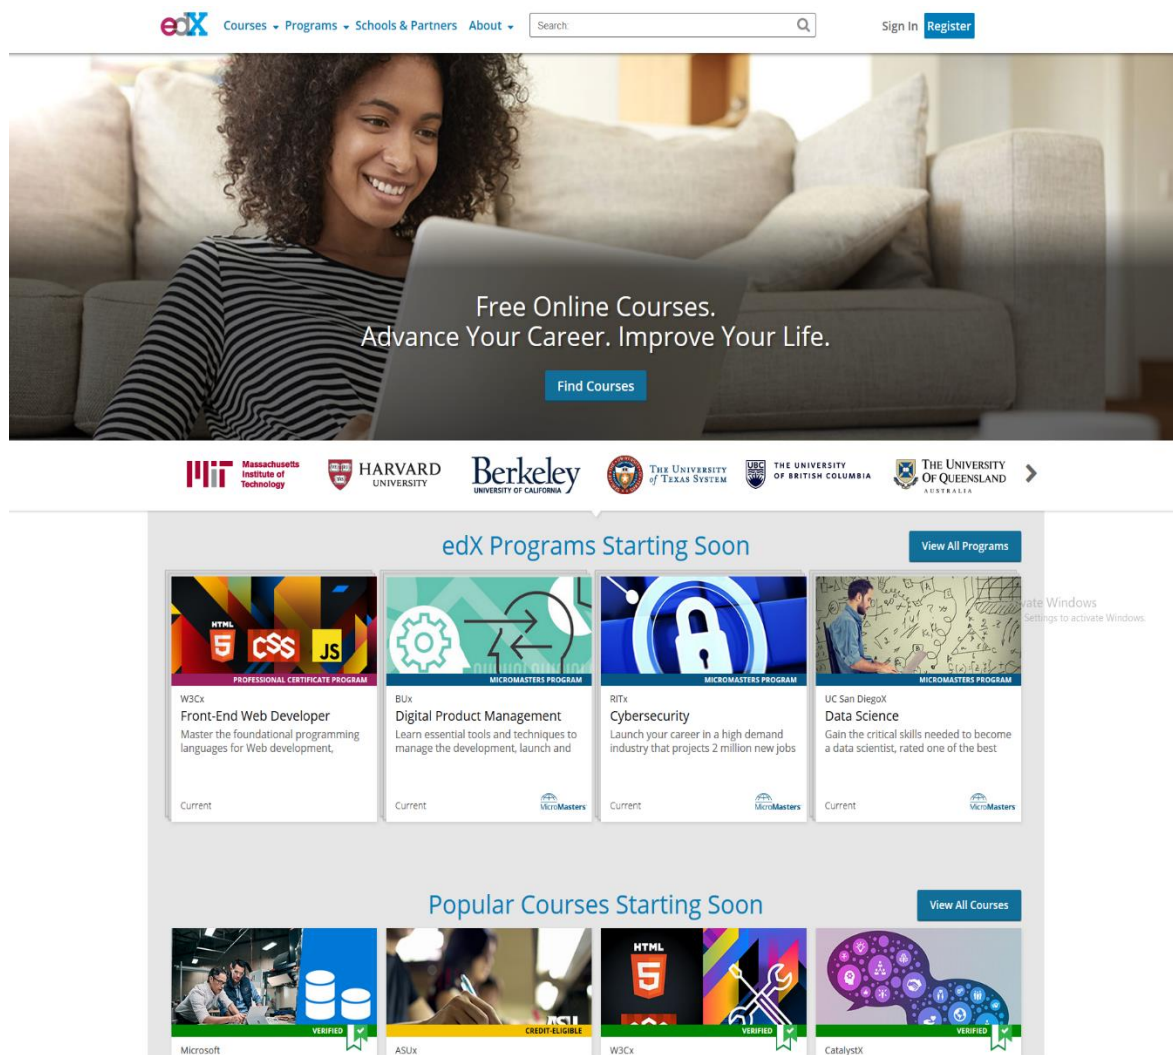 edX
Courses Programs Schools & Partners About Search: Sign In Register
Free Online Courses.
Advance Your Career. Improve Your Life.
Find Courses
Massachusetts
Institute of
Technology
HARVARD
UNIVERSITY
Berkeley
UNIVERSITY OF CALIFORNIA
THE UNIVERSITY
of TEXAS SYSTEM
UBC
THE UNIVERSITY
OF BRITISH COLUMBIA
THE UNIVERSITY
OF QUEENSLAND
AUSTRALIA
edX Programs Starting Soon
View All Programs
HTML
5
CSS
JS
PROFESSIONAL CERTIFICATE PROGRAM
W3Cx
Front-End Web Developer
Master the foundational programming
languages for Web development,
Current
MICROMASTERS PROGRAM
BUx
Digital Product Management
Learn essential tools and techniques to
manage the development, launch and
Current
MicroMasters
MICROMASTERS PROGRAM
RITx
Cybersecurity
Launch your career in a high demand
industry that projects 2 million new jobs
Current
MicroMasters
MICROMASTERS PROGRAM
UC San DiegoX
Data Science
Gain the critical skills needed to become
a data scientist, rated one of the best
Current
MicroMasters
vate Windows
Settings to activate Windows.
Popular Courses Starting Soon
View All Courses
VERIFIED
Microsoft
ASU
CREDIT-ELIGIBLE
ASUx
HTML
5
VERIFIED
W3Cx
VERIFIED
CatalystX